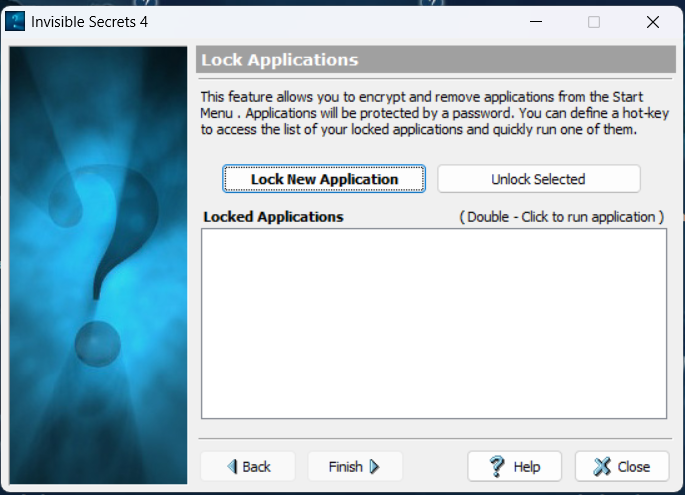 Invisible Secrets 4
Lock Applications
This feature allows you to encrypt and remove applications from the Start
Menu . Applications will be protected by a password. You can define a hot-key
to access the list of your locked applications and quickly run one of them.
Lock New Application
Unlock Selected
Locked Applications
( Double - Click to run application )
Back
Finish
Help
Close